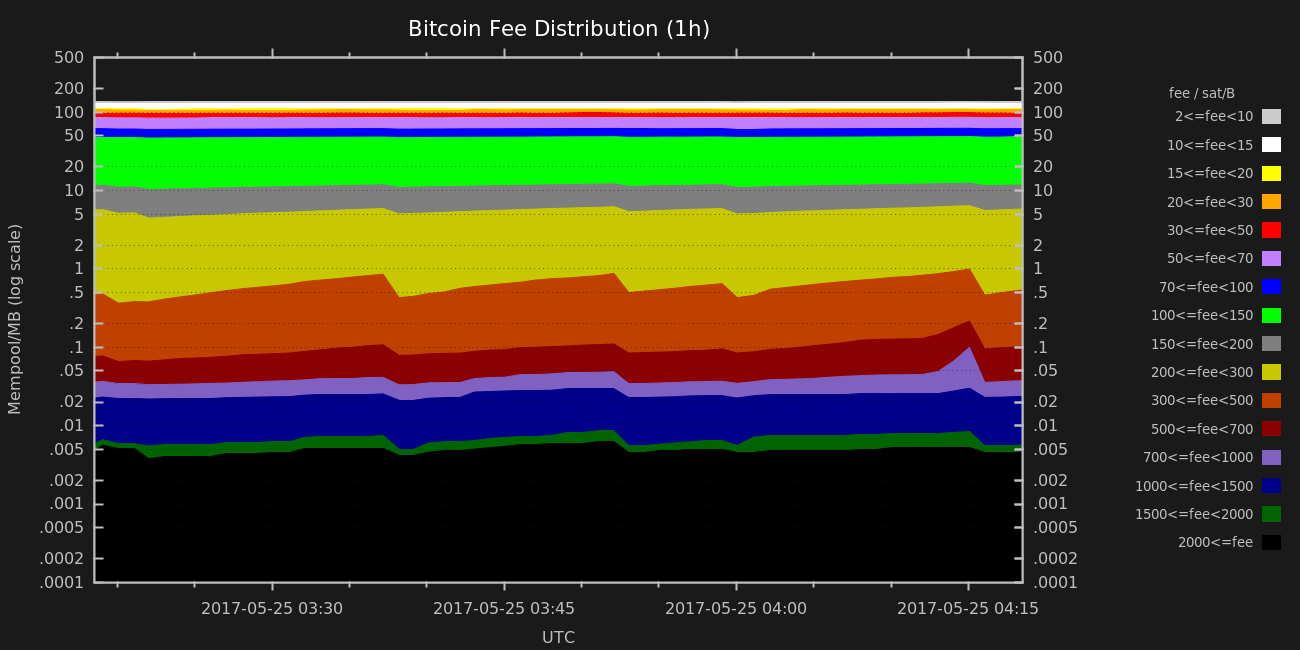 Bitcoin Fee Distribution (1h)
Mempool/MB (log scale)
500
200
100
50
20
10
5
2
1
.5
.2
.1
.05
.02
.01
.005
.002
.001
.0005
.0002
.0001
500
200
100
50
20
10
5
2
1
.5
.2
.1
.05
.02
.01
.005
.002
.001
.0005
.0002
.0001
2017-05-25 03:30
2017-05-25 03:45
2017-05-25 04:00
2017-05-25 04:15
UTC
fee / sat/B
2<=fee<10
10<=fee<15
15<=fee<20
20<=fee<30
30<=fee<50
50<=fee<70
70<=fee<100
100<=fee<150
150<=fee<200
200<=fee<300
300<=fee<500
500<=fee<700
700<=fee<1000
1000<=fee<1500
1500<=fee<2000
2000<=fee